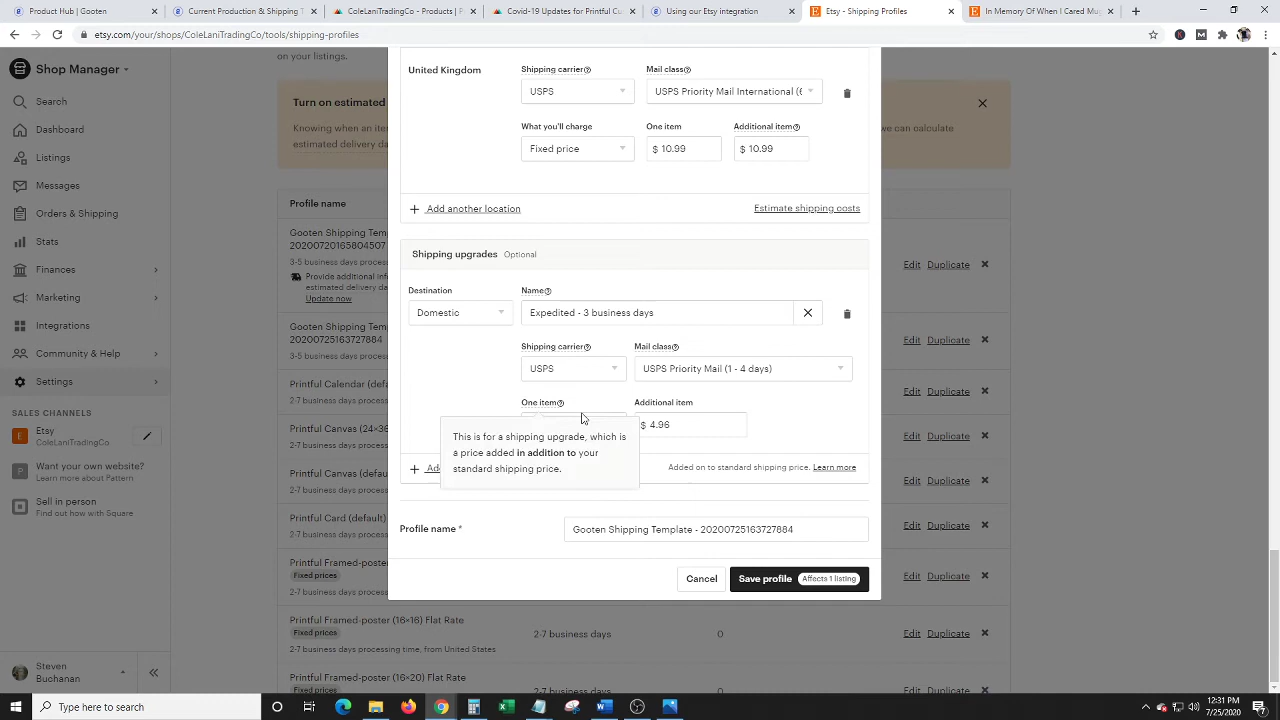 Product Hub | Gooten
Current Production & Shipping T
ColeLaniTradingCo - Products | P
Covid-19 Updates for Printful Cu
Using our Etsy integration
Etsy - Shipping Profiles
In Memory Of When I Cared Mug
etsy.com/your/shops/ColeLaniTradingCo/tools/shipping-profiles
Shop Manager
Search
Dashboard
Listings
Messages
Orders & Shipping
Stats
Finances
Marketing
Integrations
Community & Help
Settings
SALES CHANNELS
Etsy
ColeLaniTradingCo
Want your own website?
Learn more about Pattern
Sell in person
Find out how with Square
Steven
Buchanan
on your listings.
Turn on estimated
Knowing when an ite
estimated delivery da
we can calculate
Profile name
Gooten Shipping Temp
20200720165804507
3-5 business days proces
Provide additional inf
estimated delivery da
Update now
Edit Duplicate
Gooten Shipping Temp
20200725163727884
3-5 business days proces
Edit Duplicate
Printful Calendar (defa
2-7 business days proces
Edit Duplicate
Printful Canvas (24×36
2-7 business days proces
Edit Duplicate
Printful Canvas (defau
2-7 business days proces
Edit Duplicate
Printful Card (default)
2-7 business days proces
Edit Duplicate
Printful Framed-poster
Fixed prices
2-7 business days proces
Edit Duplicate
Printful Framed-poster (16×16) Flat Rate
Fixed prices
2-7 business days processing time, from United States
2-7 business days
0
Edit Duplicate
Printful Framed-poster (16×20) Flat Rate
Fixed prices
2-7 business days
0
Edit Duplicate
United Kingdom
Shipping carrier
Mail class
USPS
USPS Priority Mail International (6
What you'll charge
One item
Additional item
Fixed price
$ 10.99
$ 10.99
+ Add another location
Estimate shipping costs
Shipping upgrades Optional
Destination
Name
Domestic
Expedited - 3 business days
Shipping carrier
Mail class
USPS
USPS Priority Mail (1 - 4 days)
One item
Additional item
$ 4.96
This is for a shipping upgrade, which is
a price added in addition to your
standard shipping price.
+ Ad
Added on to standard shipping price. Learn more
Profile name *
Gooten Shipping Template - 20200725163727884
Cancel
Save profile Affects 1 listing
Type here to search
12:31 PM
7/25/2020